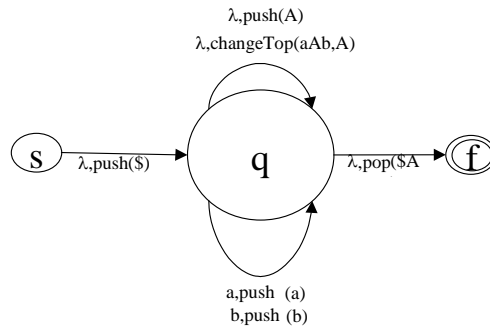 λ,push(A)
λ,changeTop(aAb,A)
s
λ,push($)
q
λ,pop($A
f
a,push (a)
b,push (b)